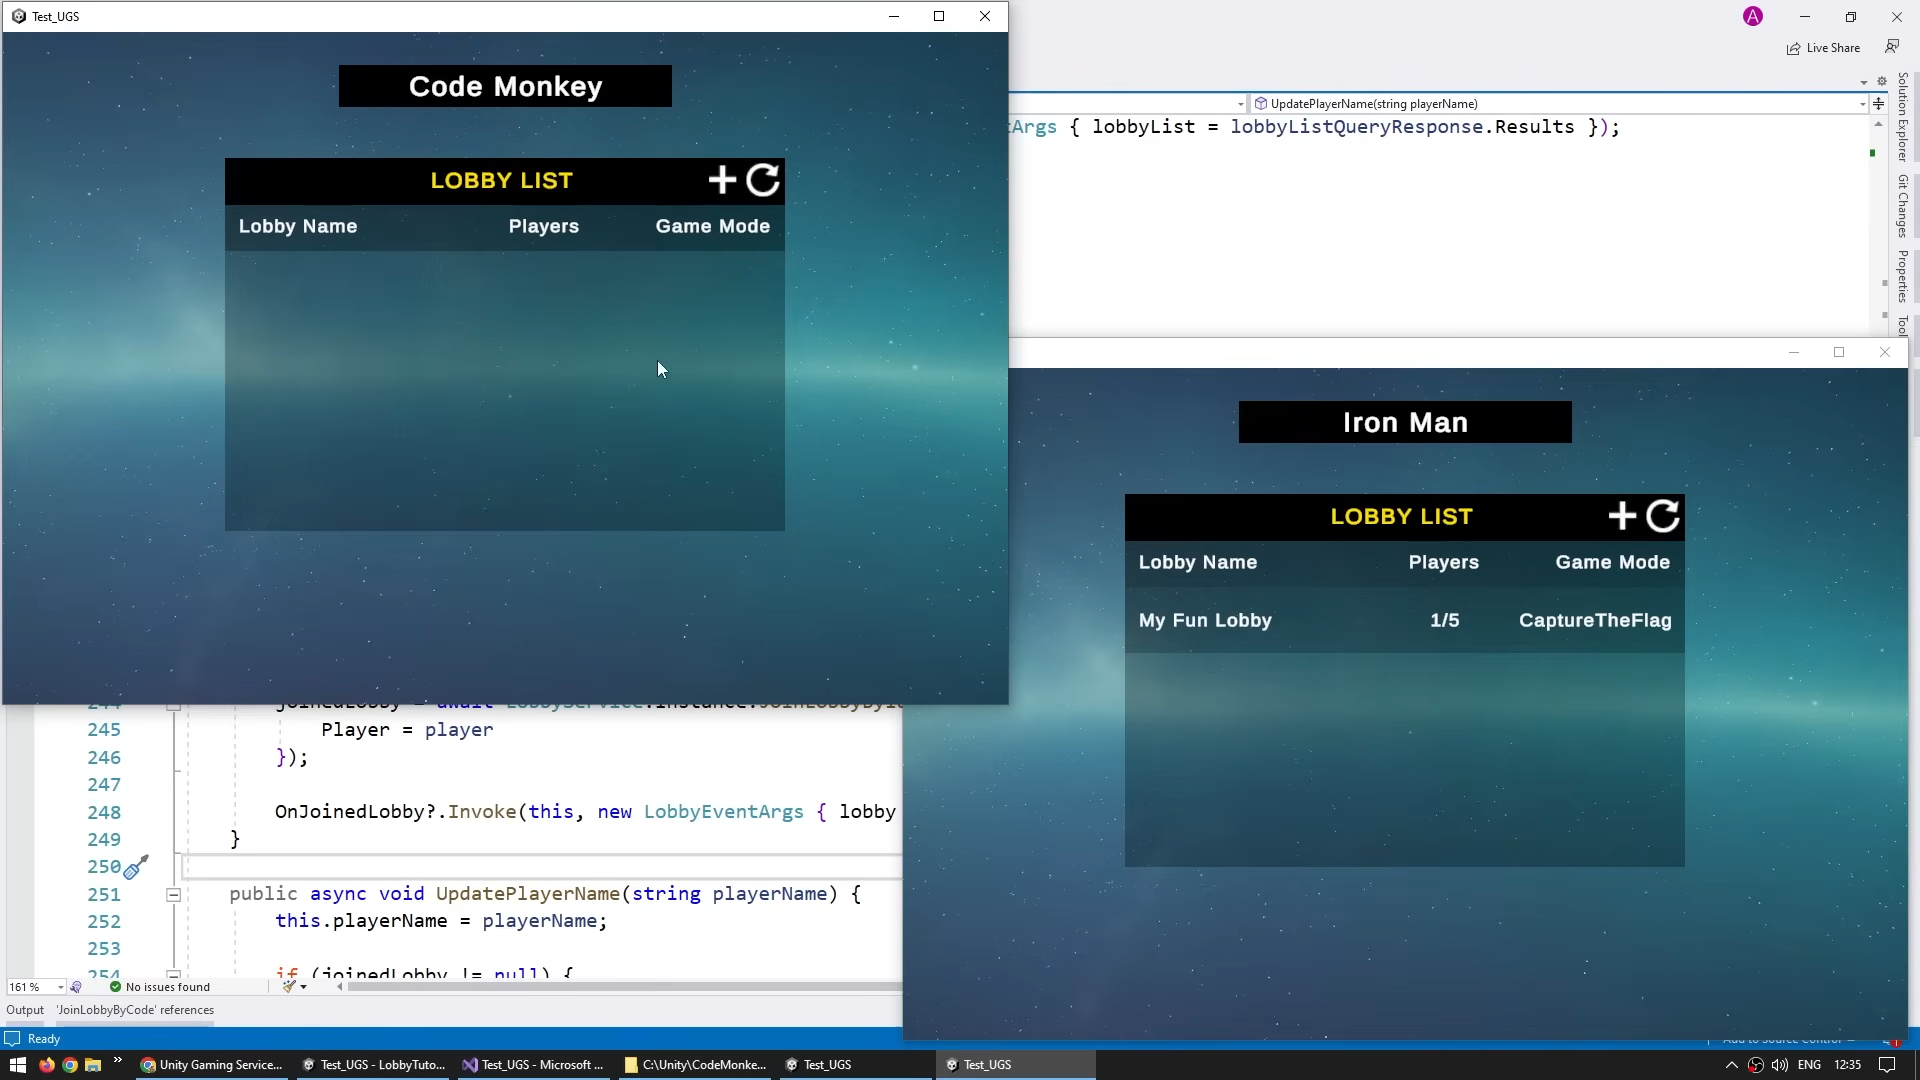 Test_UGS
A
Live Share
Code Monkey
UpdatePlayerName(string playerName)
Args { lobbyList = lobbyListQueryResponse.Results });
LOBBY LIST
Lobby Name Players Game Mode
Solution Explorer
Git Changes
Properties
Iron Man
LOBBY LIST
Lobby Name Players Game Mode
My Fun Lobby 1/5 CaptureTheFlag
245 Player = player
246 });
247
248 OnJoinedLobby?.Invoke(this, new LobbyEventArgs { lobby
249 }
250
251 public async void UpdatePlayerName(string playerName) {
252 this.playerName = playerName;
253
254 if (joinedLobby != null) {
161 % No issues found
Output 'JoinLobbyByCode' references
Ready
Unity Gaming Service... Test_UGS - LobbyTuto... Test_UGS - Microsoft ... C:\Unity\CodeMonke... Test_UGS Test_UGS ENG 12:35